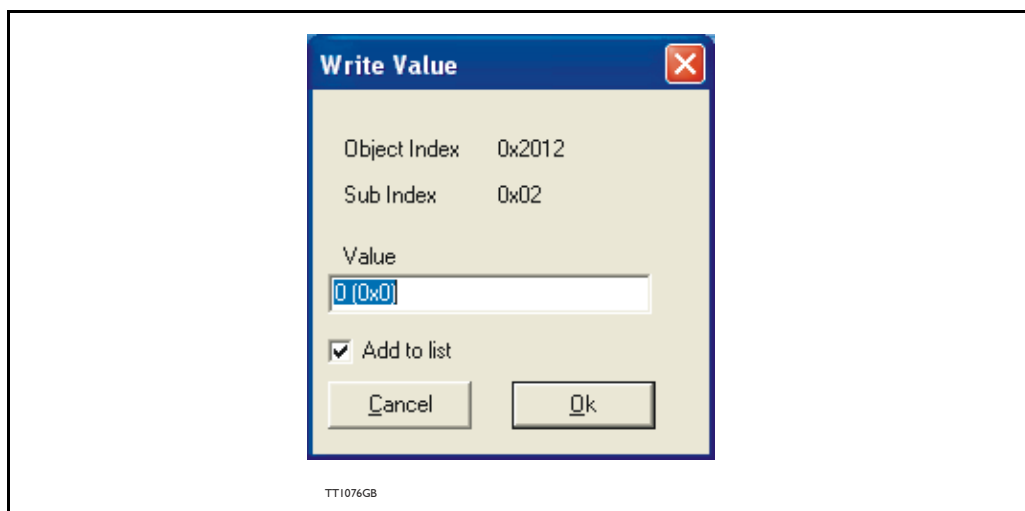 Write Value
Object Index 0x2012
Sub Index 0x02
Value
0 (0x0)
Add to list
Cancel Ok
TT1076GB